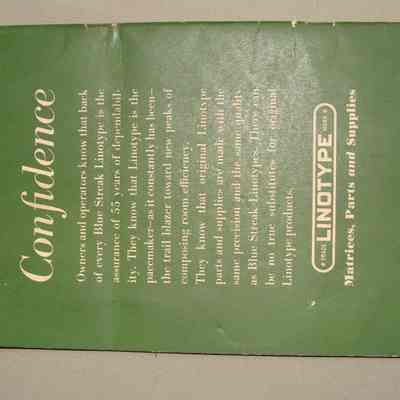 Confidence
Owners and operators know that back
of every Blue Streak Linotype is the
assurance of 55 years of dependabil-
ity. They know that Linotype is the
pacemaker—as it constantly has been—
the trail blazer toward new peaks of
composing room efficiency.
They know that original Linotype
parts and supplies are made with the
same precision and the same quality
as Blue Streak Linotypes. There can
be no true substitutes for original
Linotype products.
LINOTYPE
Matrices, Parts and Supplies